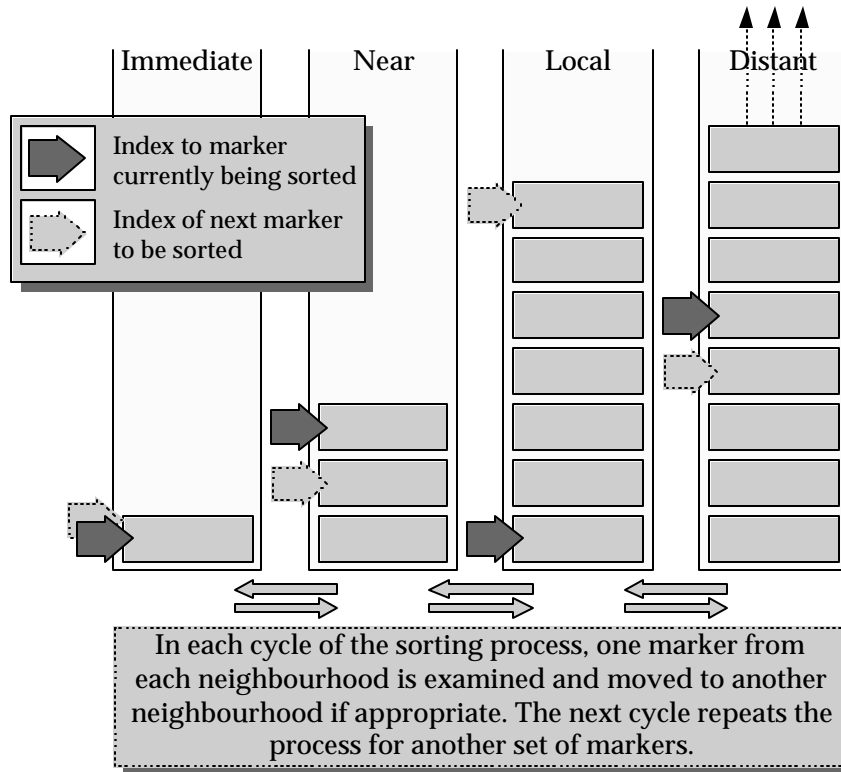 Immediate Near Local Distant
Index to marker
currently being sorted
Index of next marker
to be sorted
In each cycle of the sorting process, one marker from
each neighbourhood is examined and moved to another
neighbourhood if appropriate. The next cycle repeats the
process for another set of markers.